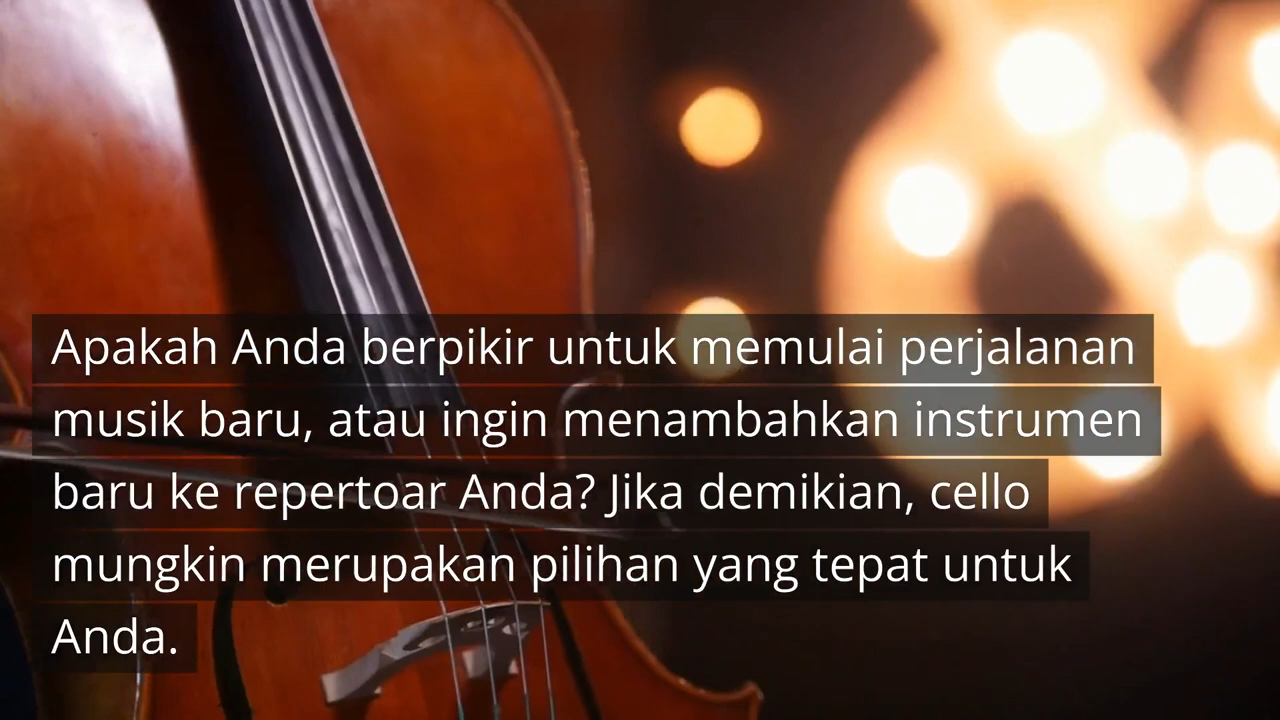 Apakah Anda berpikir untuk memulai perjalanan
musik baru, atau ingin menambahkan instrumen
baru ke repertoar Anda? Jika demikian, cello
mungkin merupakan pilihan yang tepat untuk
Anda.